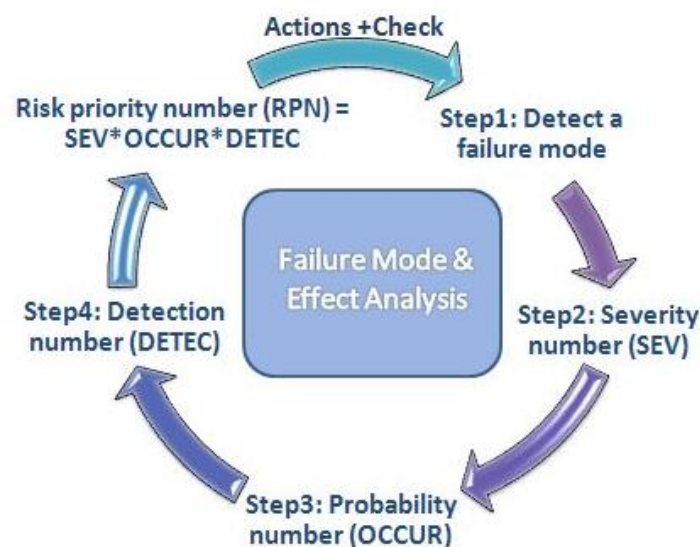 Actions +Check
Risk priority number (RPN) =
SEV*OCCUR*DETEC
Step1: Detect a
failure mode
Failure Mode &
Effect Analysis
Step2: Severity
number (SEV)
Step3: Probability
number (OCCUR)
Step4: Detection
number (DETEC)